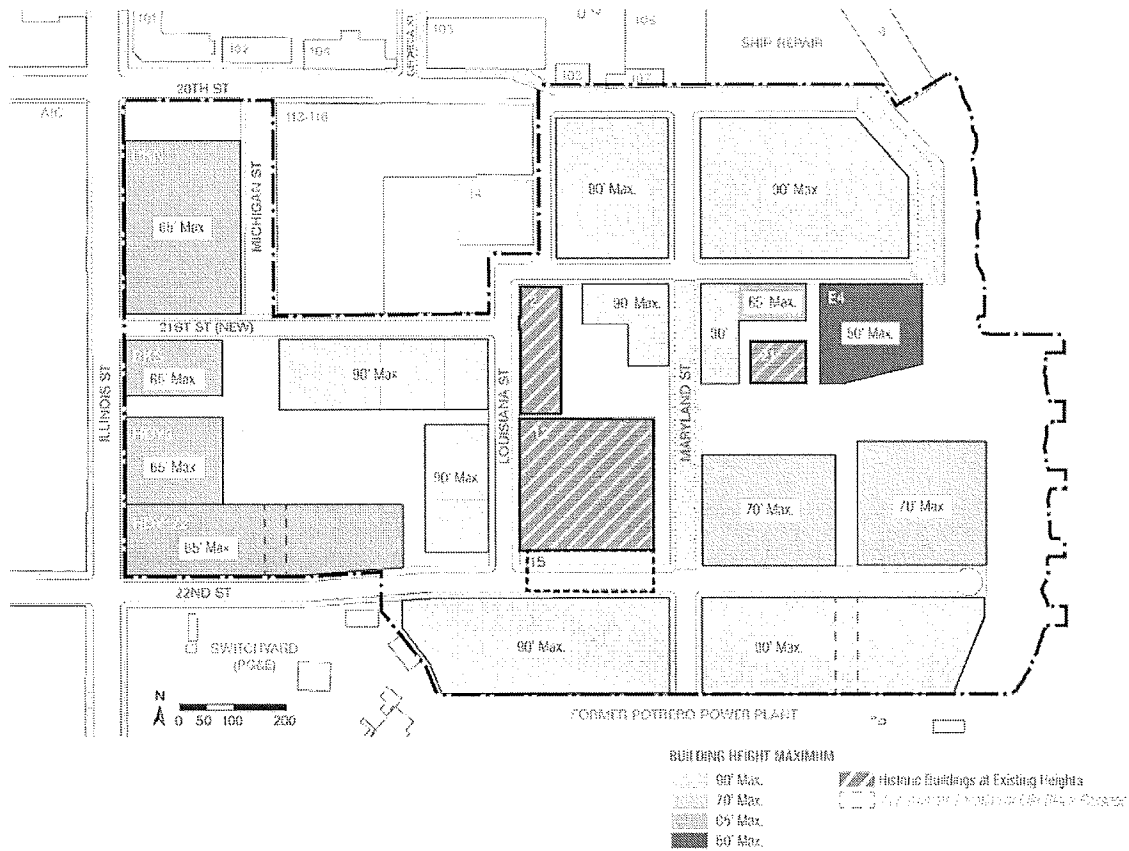 101
102
104
103
106
108
107
SHIP REPAIR
20TH ST
113-116
14
MICHIGAN ST
65' Max
90' Max.
90' Max
21ST ST (NEW)
ILLINOIS ST
65' Max
90' Max
LOUISIANA ST
90' Max.
MARYLAND ST
90'
65' Max.
E4
50' Max.
65' Max
90' Max
65' Max
70' Max.
70' Max
15
22ND ST
SWITCHYARD
(PG&E)
90' Max.
90' Max.
N
0 50 100 200
FORMER POTRERO POWER PLANT
BUILDING HEIGHT MAXIMUM
90' Max.
70' Max.
65' Max.
50' Max.
Historic Buildings at Existing Heights